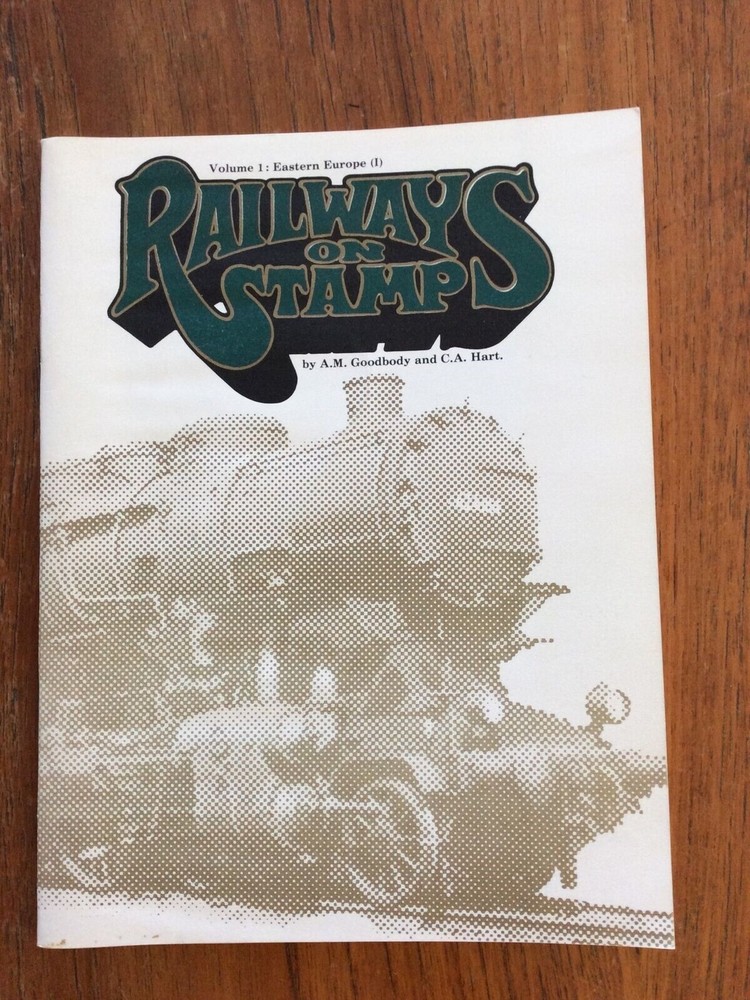 Volume 1: Eastern Europe (I)
RAILWAYS
ON
STAMPS
by A.M. Goodbody and C.A. Hart.